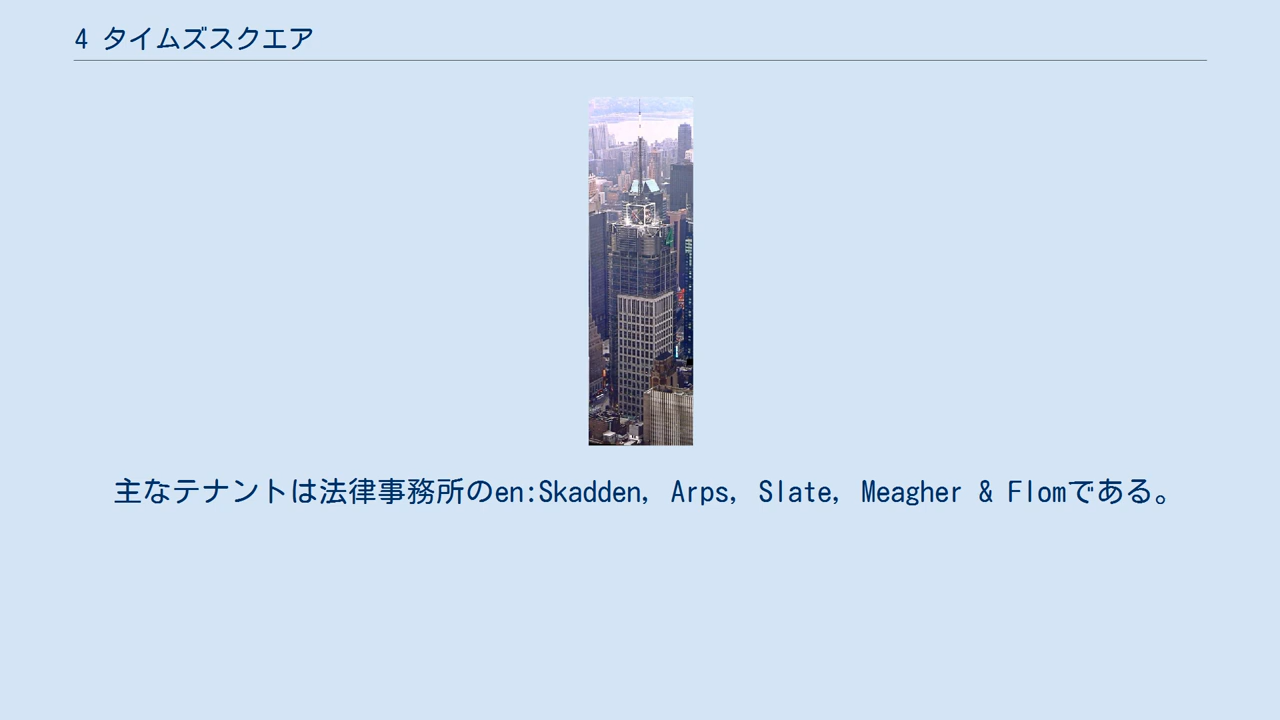 4 タイムズスクエア
主なテナントは法律事務所のen:Skadden, Arps, Slate, Meagher & Flomである。